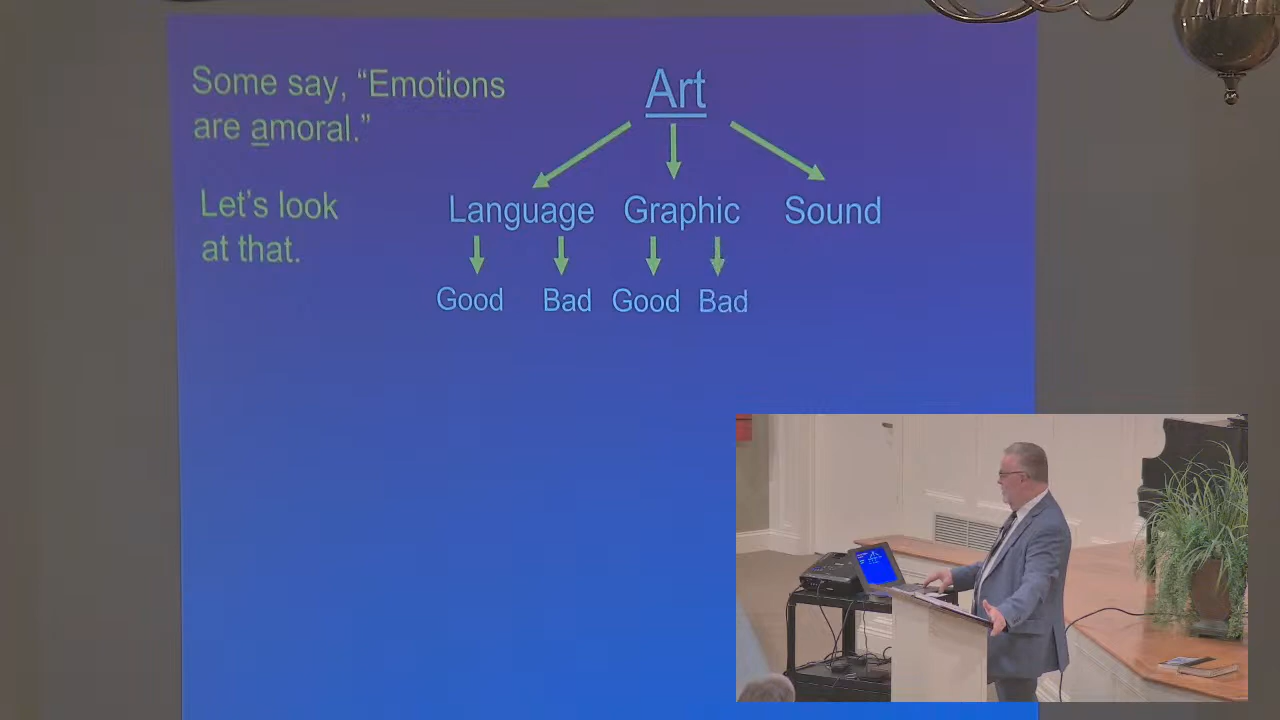 Some say, “Emotions
are amoral.”
Let’s look
at that.
Art
Language Graphic Sound
Good Bad Good Bad